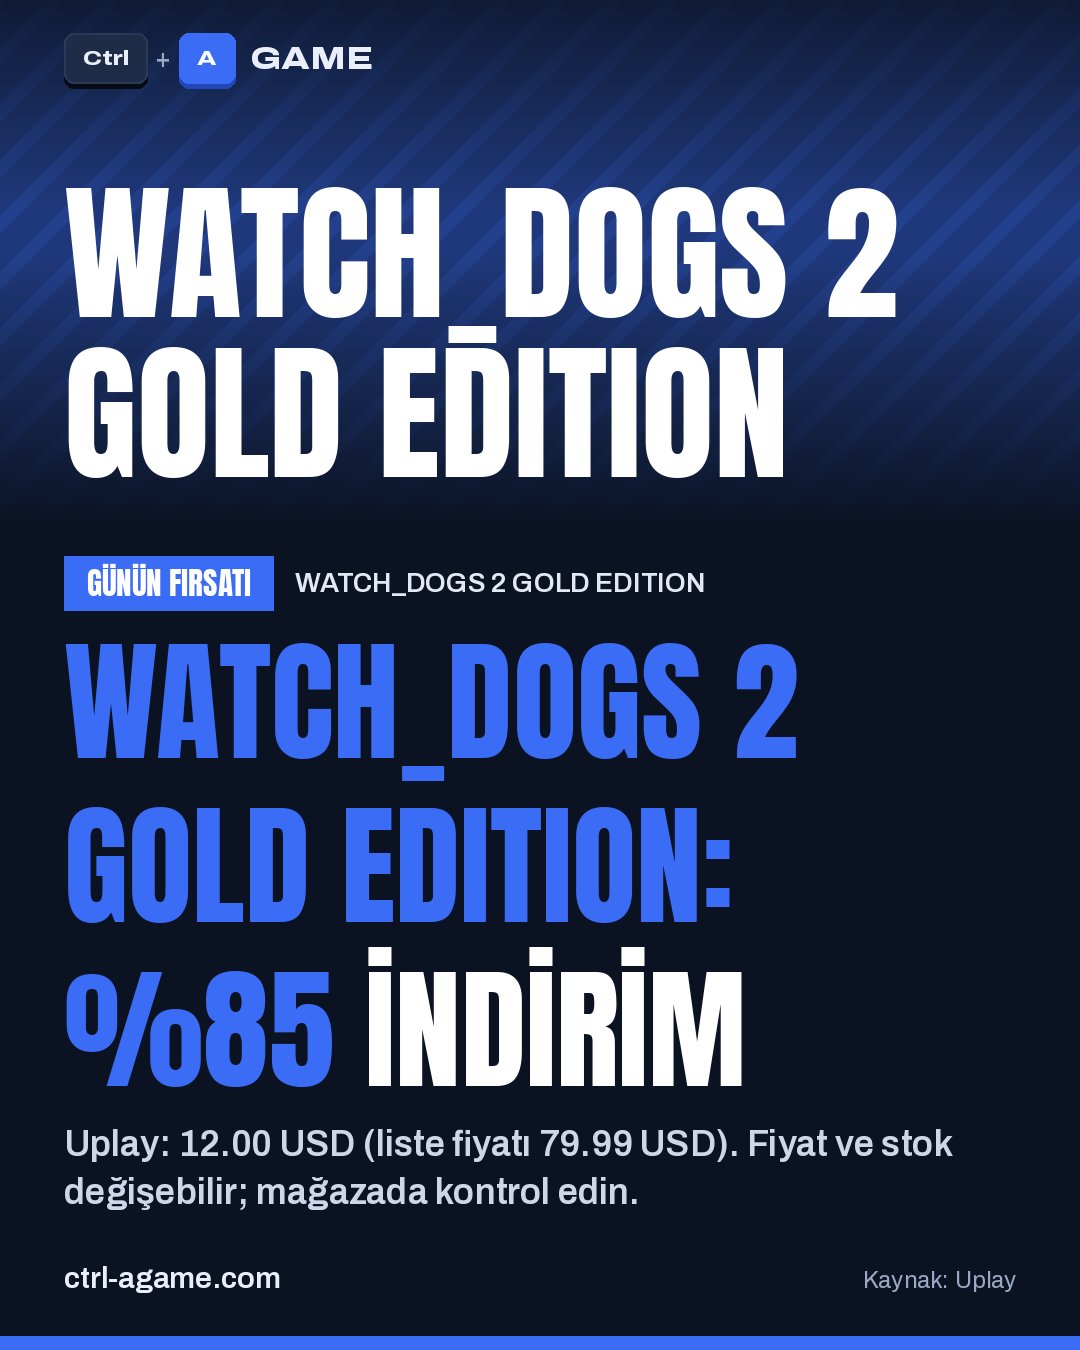 Ctrl + A GAME
WATCH_DOGS 2
GOLD EDITION
GÜNÜN FIRSATI WATCH_DOGS 2 GOLD EDITION
WATCH_DOGS 2
GOLD EDITION:
%85 İNDİRİM
Uplay: 12.00 USD (liste fiyatı 79.99 USD). Fiyat ve stok
değişebilir; mağazada kontrol edin.
ctrl-agame.com
Kaynak: Uplay